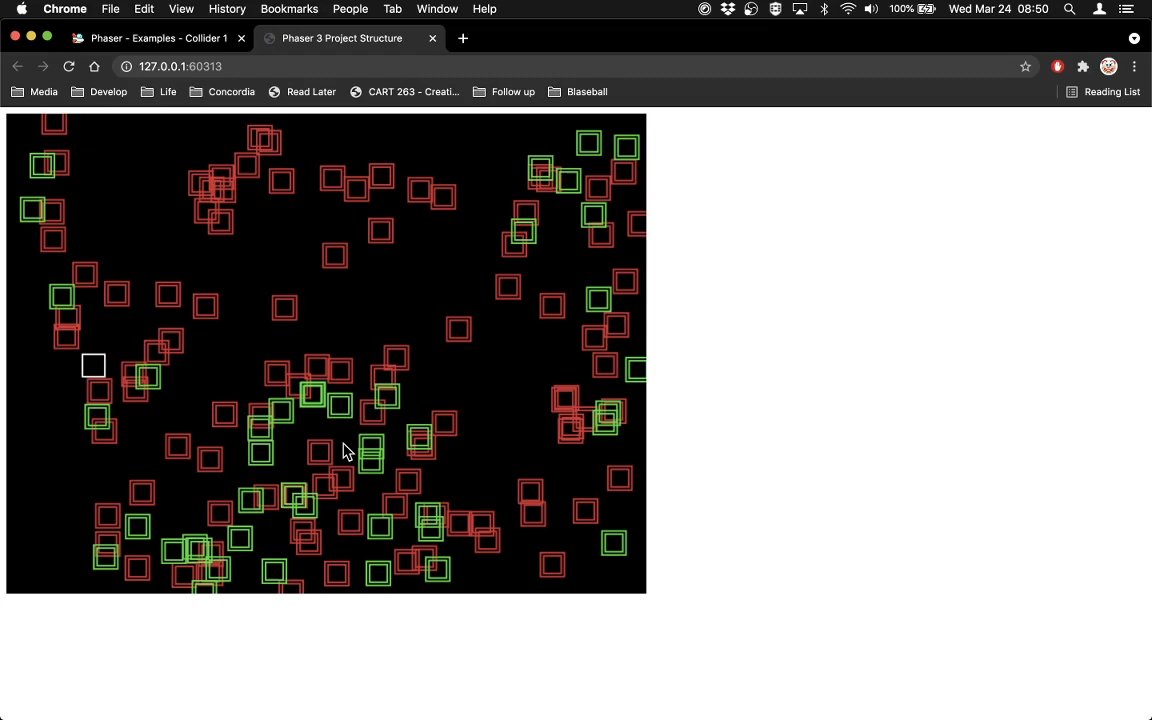 Chrome File Edit View History Bookmarks People Tab Window Help 100% Wed Mar 24 08:50
Phaser - Examples - Collider 1 Phaser 3 Project Structure
127.0.0.1:60313
Media Develop Life Concordia Read Later CART 263 – Creati... Follow up Blaseball Reading List